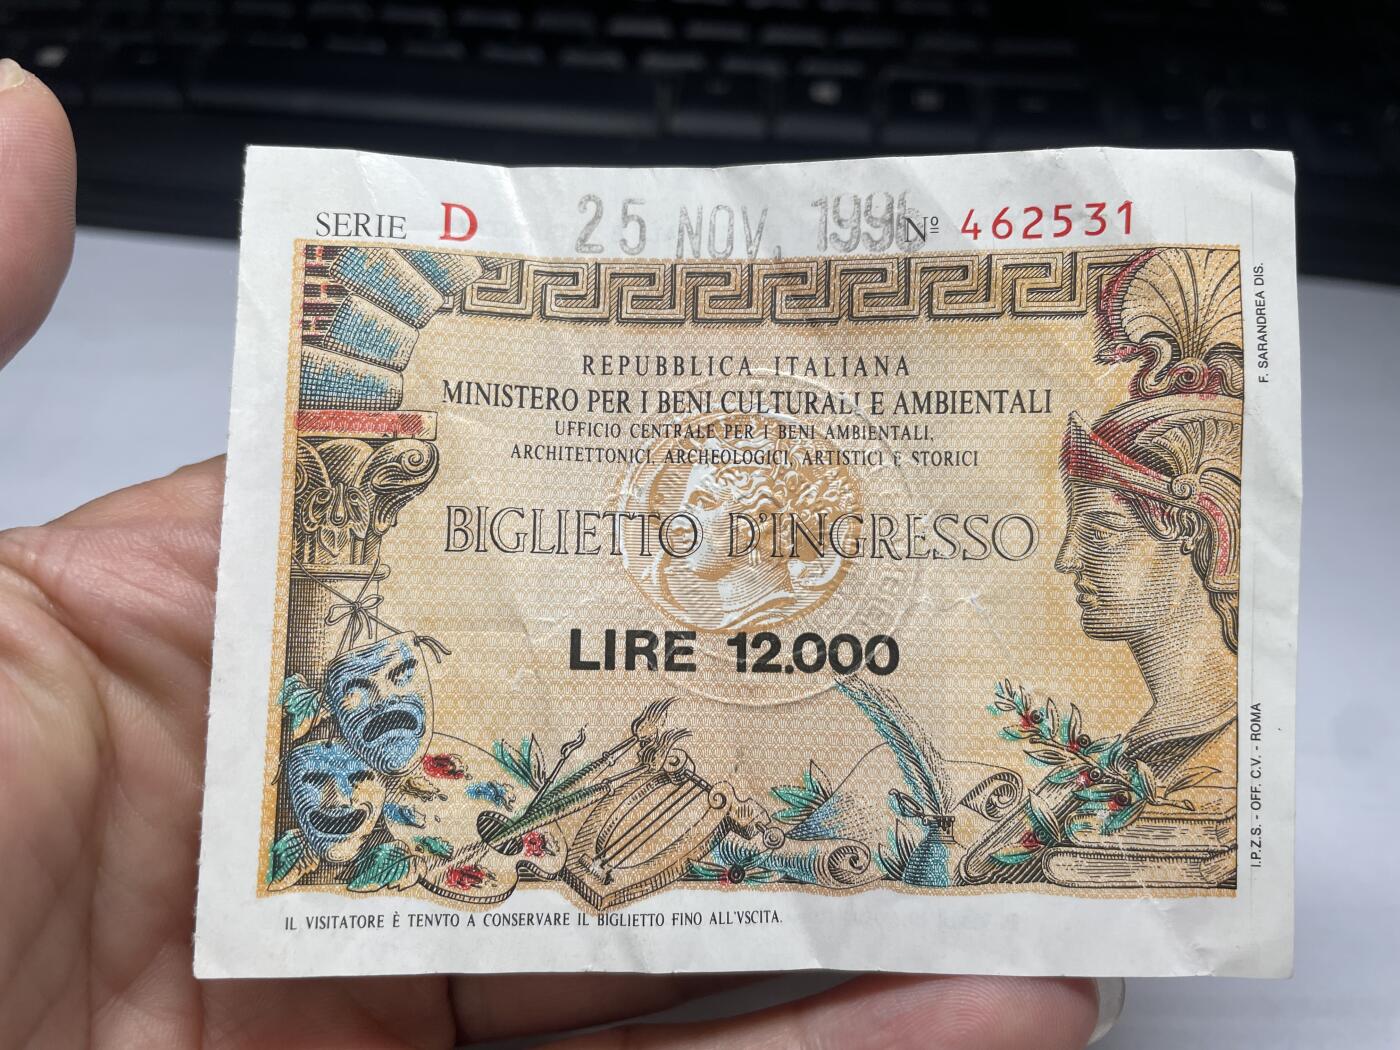 SERIE D 25 NOV. 1996 Nº 462531
REPUBBLICA ITALIANA
MINISTERO PER I BENI CULTURALI E AMBIENTALI
UFFICIO CENTRALE PER I BENI AMBIENTALI,
ARCHITETTONICI, ARCHEOLOGICI, ARTISTICI E STORICI
BIGLIETTO D'INGRESSO
LIRE 12.000
IL VISITATORE È TENVTO A CONSERVARE IL BIGLIETTO FINO ALL'VSCITA.
F. SARANDREA DIS.
I.P.Z.S. - OFF. C.V. - ROMA